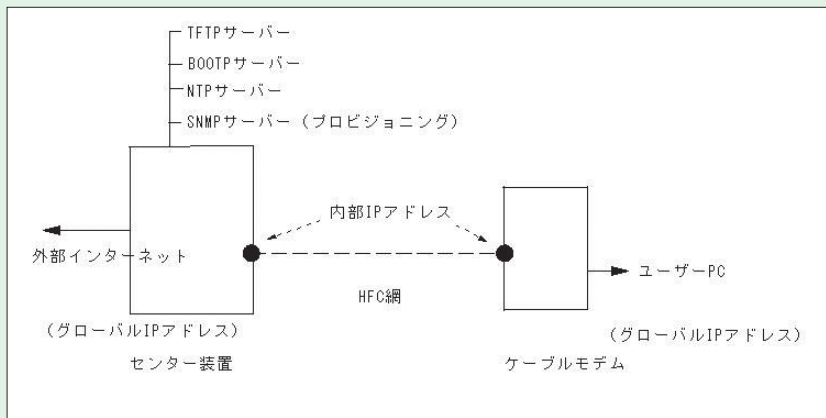 TFTPサーバー
BOOTPサーバー
NTPサーバー
SNMPサーバー（プロビジョニング）
内部IPアドレス
外部インターネット
ユーザーPC
HFC網
（グローバルIPアドレス）
（グローバルIPアドレス）
センター装置
ケーブルモデム